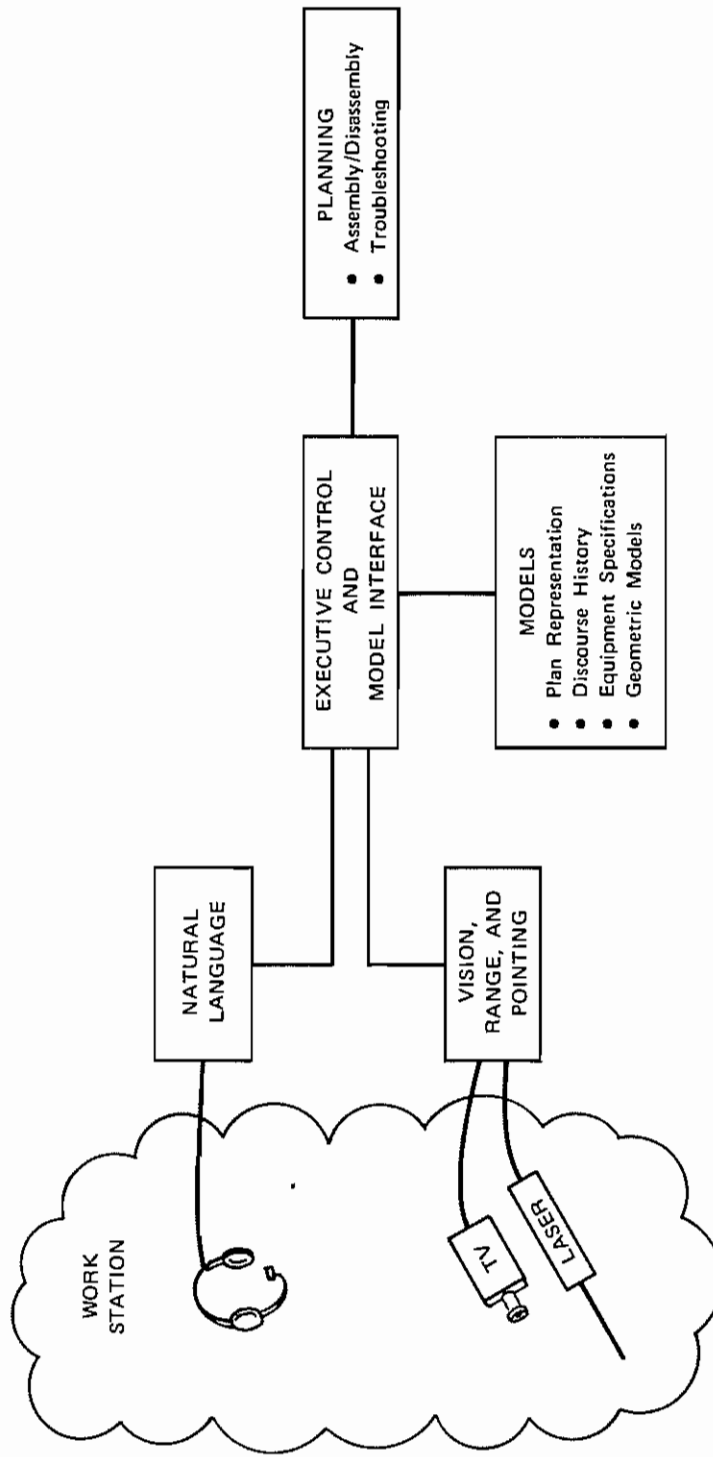 WORK
STATION
TV
LASER
NATURAL
LANGUAGE
VISION,
RANGE, AND
POINTING
EXECUTIVE CONTROL
AND
MODEL INTERFACE
MODELS
• Plan Representation
• Discourse History
• Equipment Specifications
• Geometric Models
PLANNING
• Assembly/Disassembly
• Troubleshooting